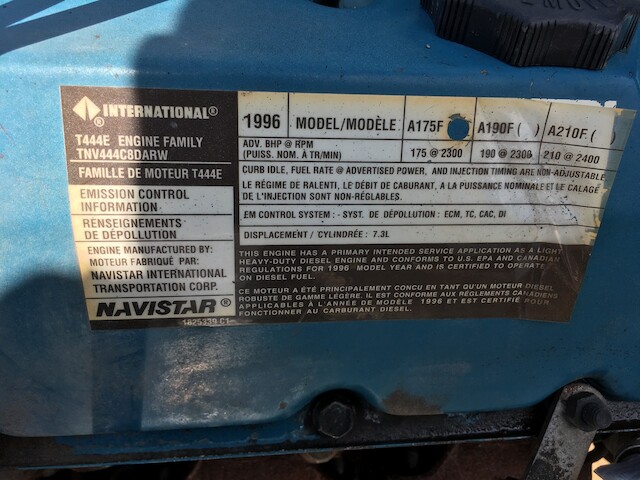 INTERNATIONAL®
T444E ENGINE FAMILY
TNV444C8DARW
FAMILLE DE MOTEUR T444E
EMISSION CONTROL
INFORMATION
RENSEIGNEMENTS
DE DÉPOLLUTION
ENGINE MANUFACTURED BY:
MOTEUR FABRIQUÉ PAR:
NAVISTAR INTERNATIONAL
TRANSPORTATION CORP.
NAVISTAR®
1825339 C1
1996 MODEL/MODÈLE A175F A190F ( ) A210F ( )
ADV. BHP @ RPM
(PUISS. NOM. À TR/MIN) 175 @ 2300 190 @ 2300 210 @ 2400
CURB IDLE, FUEL RATE @ ADVERTISED POWER, AND INJECTION TIMING ARE NON-ADJUSTABLE.
LE RÉGIME DE RALENTI, LE DÉBIT DE CABURANT, A LA PUISSANCE NOMINALE ET LE CALAGE
DE L'INJECTION SONT NON-RÉGLABLES.
EM CONTROL SYSTEM: - SYST. DE DÉPOLLUTION: ECM, TC, CAC, DI
DISPLACEMENT / CYLINDRÉE: 7.3L
THIS ENGINE HAS A PRIMARY INTENDED SERVICE APPLICATION AS A LIGHT
HEAVY-DUTY DIESEL ENGINE AND CONFORMS TO U.S. EPA AND CANADIAN
REGULATIONS FOR 1996 MODEL YEAR AND IS CERTIFIED TO OPERATE
ON DIESEL FUEL.
CE MOTEUR A ÉTÉ PRINCIPALEMENT CONCU EN TANT QU'UN MOTEUR DIESEL
ROBUSTE DE GAMME LÉGÈRE. IL EST CONFORME AUX RÉGLEMENTS CANADIENS
APPLICABLES À L'ANNÉE DE MODÈLE 1996 ET EST CERTIFIÉ POUR
FONCTIONNER AU CARBURANT DIESEL.